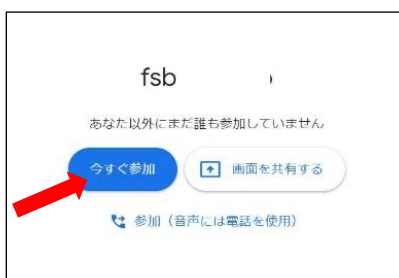 fsb
あなた以外にまだ誰も参加していません
今すぐ参加
画面を共有する
参加（音声には電話を使用）